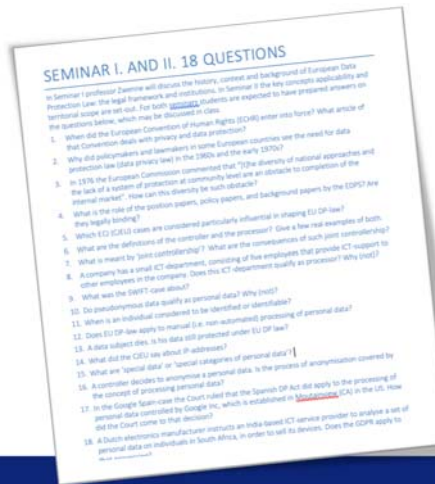 SEMINAR I. AND II. 18 QUESTIONS
In Seminar I professor Zwenne will discuss the history, context and background of European Data
Protection Law: the legal framework and institutions. In Seminar II the key concepts applicability and
territorial scope are set-out. For both seminars students are expected to have prepared answers on
the questions below, which may be discussed in class.
1. When did the European Convention of Human Rights (ECHR) enter into force? What article of
that Convention deals with privacy and data protection?
2. Why did policymakers and lawmakers in some European countries see the need for data
protection law (data privacy law) in the 1960s and the early 1970s?
3. In 1976 the European Commission commented that "[t]he diversity of national approaches and
the lack of a system of protection at community level are an obstacle to completion of the
internal market". How can this diversity be such obstacle?
4. What is the role of the position papers, policy papers, and background papers by the EDPS? Are
they legally binding?
5. Which ECJ (CJEU) cases are considered particularly influential in shaping EU DP-law?
6. What are the definitions of the controller and the processor? Give a few real examples of both.
7. What is meant by 'joint controllership'? What are the consequences of such joint controllership?
8. A company has a small ICT-department, consisting of five employees that provide ICT-support to
other employees in the company. Does this ICT-department qualify as processor? Why (not)?
9. What was the SWIFT-case about?
10. Do pseudonymous data qualify as personal data? Why (not)?
11. When is an individual considered to be identified or identifiable?
12. Does EU DP-law apply to manual (i.e. non-automated) processing of personal data?
13. A data subject dies. Is his data still protected under EU DP law?
14. What did the CJEU say about IP-addresses?
15. What are 'special data' or 'special categories of personal data'?
16. A controller decides to anonymise a personal data. Is the process of anonymisation covered by
the concept of processing personal data?
17. In the Google Spain-case the Court ruled that the Spanish DP Act did apply to the processing of
personal data controlled by Google Inc, which is established in Moutainview (CA) in the US. How
did the Court come to that decision?
18. A Dutch electronics manufacturer instructs an India-based ICT-service provider to analyse a set of
personal data on individuals in South Africa, in order to sell its devices. Does the GDPR apply to